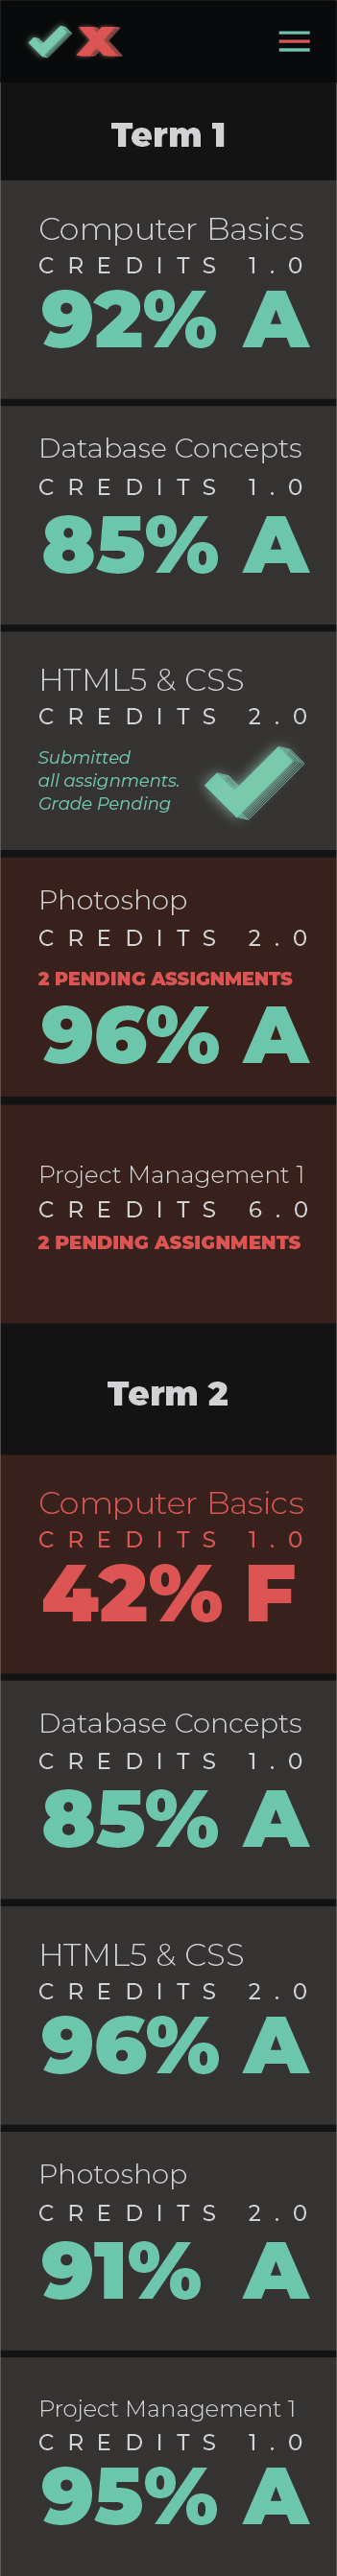 Term 1
Computer Basics
CREDITS 1.0
92% A
Database Concepts
CREDITS 1.0
85% A
HTML5 & CSS
CREDITS 2.0
Submitted
all assignments.
Grade Pending
Photoshop
CREDITS 2.0
2 PENDING ASSIGNMENTS
96% A
Project Management 1
CREDITS 6.0
2 PENDING ASSIGNMENTS
Term 2
Computer Basics
CREDITS 1.0
42% F
Database Concepts
CREDITS 1.0
85% A
HTML5 & CSS
CREDITS 2.0
96% A
Photoshop
CREDITS 2.0
91% A
Project Management 1
CREDITS 1.0
95% A